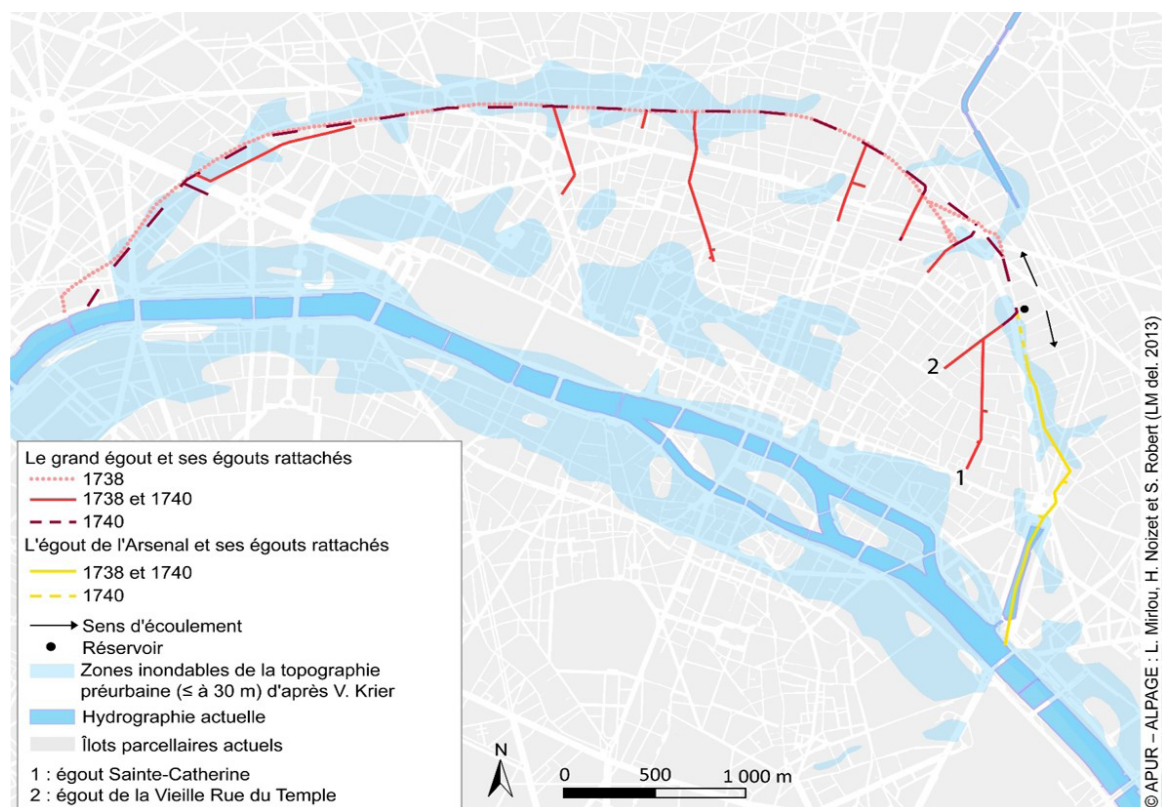 2
1
Le grand égout et ses égouts rattachés
1738
1738 et 1740
1740
L'égout de l'Arsenal et ses égouts rattachés
1738 et 1740
1740
Sens d'écoulement
Réservoir
Zones inondables de la topographie
préurbaine (≤ à 30 m) d'après V. Krier
Hydrographie actuelle
Îlots parcellaires actuels
1 : égout Sainte-Catherine
2 : égout de la Vieille Rue du Temple
N
0 500 1 000 m
© APUR – ALPAGE : L. Mirlou, H. Noizet et S. Robert (LM del. 2013)